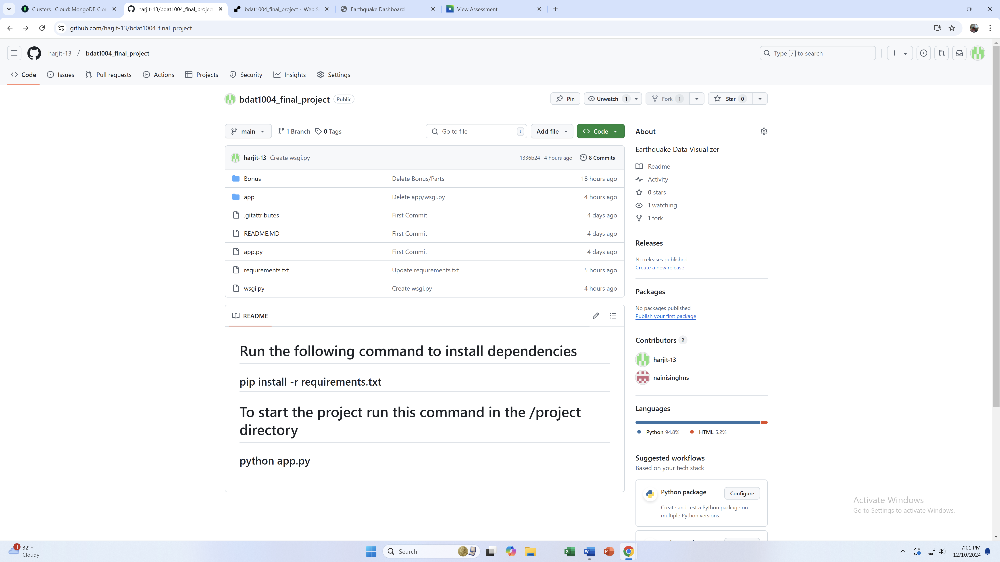 Clusters | Cloud: MongoDB Clou
harjit-13/bdat1004_final_project
bdat1004_final_project · Web S
Earthquake Dashboard
View Assessment
github.com/harjit-13/bdat1004_final_project
harjit-13 / bdat1004_final_project
Type / to search
Code
Issues
Pull requests
Actions
Projects
Security
Insights
Settings
bdat1004_final_project
Public
Pin
Unwatch 1
Fork 1
Star 0
main
1 Branch
0 Tags
Go to file
t
Add file
Code
harjit-13 Create wsgi.py
1336b24 · 4 hours ago
8 Commits
Bonus Delete Bonus/Parts 18 hours ago
app Delete app/wsgi.py 4 hours ago
.gitattributes First Commit 4 days ago
README.MD First Commit 4 days ago
app.py First Commit 4 days ago
requirements.txt Update requirements.txt 5 hours ago
wsgi.py Create wsgi.py 4 hours ago
README
Run the following command to install dependencies
pip install -r requirements.txt
To start the project run this command in the /project
directory
python app.py
About
Earthquake Data Visualizer
Readme
Activity
0 stars
1 watching
1 fork
Releases
No releases published
Create a new release
Packages
No packages published
Publish your first package
Contributors 2
harjit-13
nainisinghns
Languages
Python 94.8%
HTML 5.2%
Suggested workflows
Based on your tech stack
Python package
Configure
Create and test a Python package on
multiple Python versions.
Activate Windows
Go to Settings to activate Windows.
1
32°F
Cloudy
Search
7:01 PM
12/10/2024